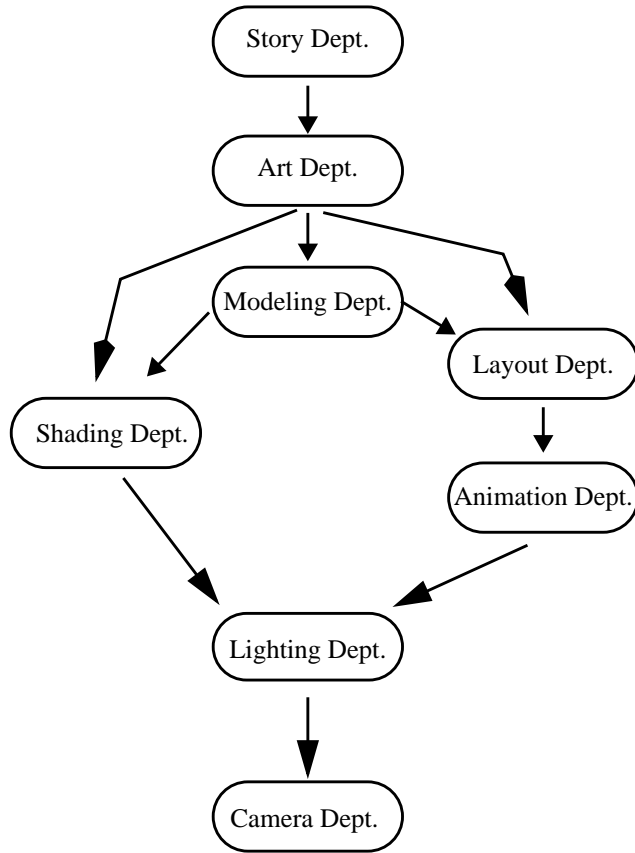 Story Dept.
Art Dept.
Modeling Dept.
Layout Dept.
Shading Dept.
Animation Dept.
Lighting Dept.
Camera Dept.